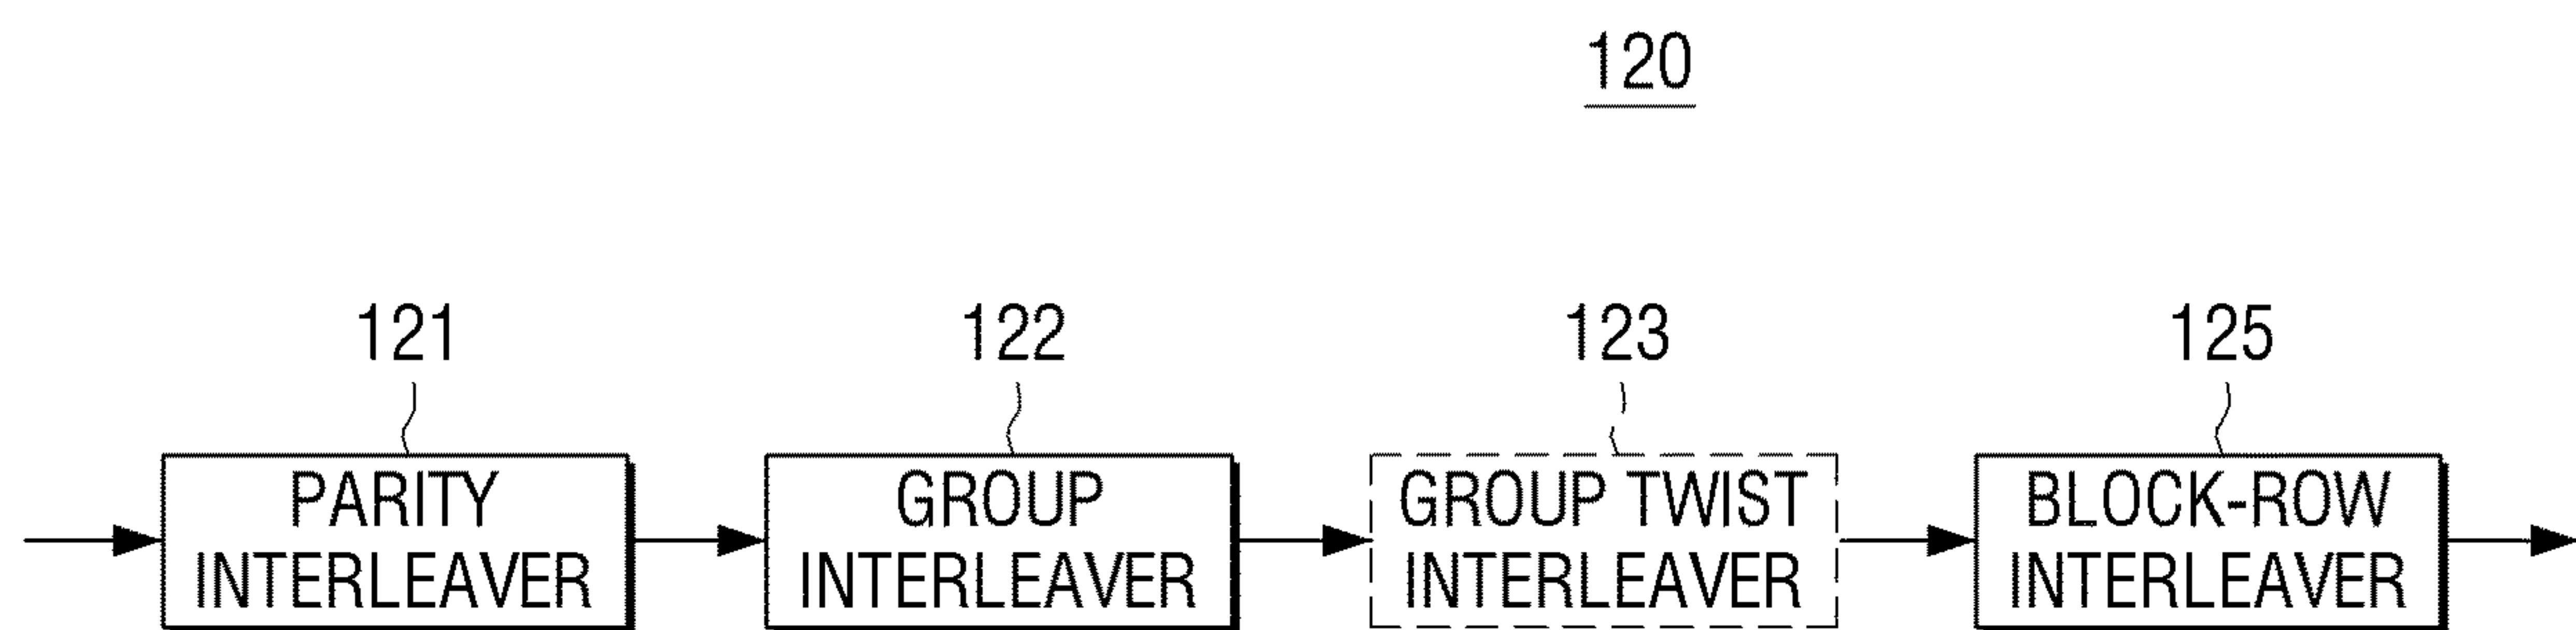 120
121
122
123
125
PARITY
INTERLEAVER
GROUP
INTERLEAVER
GROUP TWIST
INTERLEAVER
BLOCK-ROW
INTERLEAVER